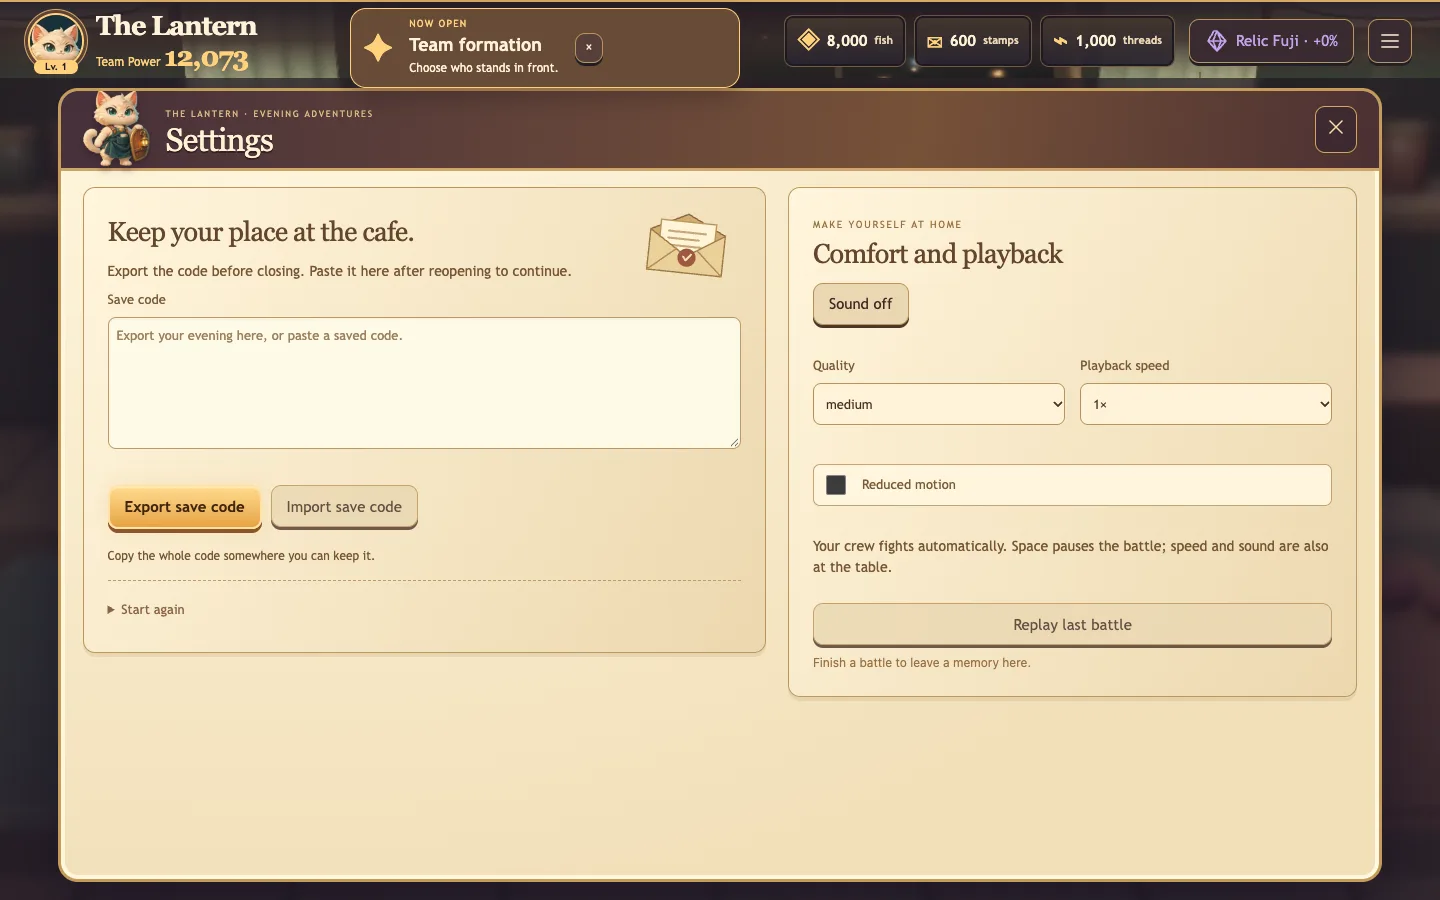 The Lantern
Team Power 12,073
Lv. 1
NOW OPEN
Team formation
Choose who stands in front.
×
8,000 fish
600 stamps
1,000 threads
Relic Fuji · +0%
THE LANTERN · EVENING ADVENTURES
Settings
Keep your place at the cafe.
Export the code before closing. Paste it here after reopening to continue.
Save code
Export your evening here, or paste a saved code.
Export save code
Import save code
Copy the whole code somewhere you can keep it.
Start again
MAKE YOURSELF AT HOME
Comfort and playback
Sound off
Quality
Playback speed
medium
1×
Reduced motion
Your crew fights automatically. Space pauses the battle; speed and sound are also
at the table.
Replay last battle
Finish a battle to leave a memory here.